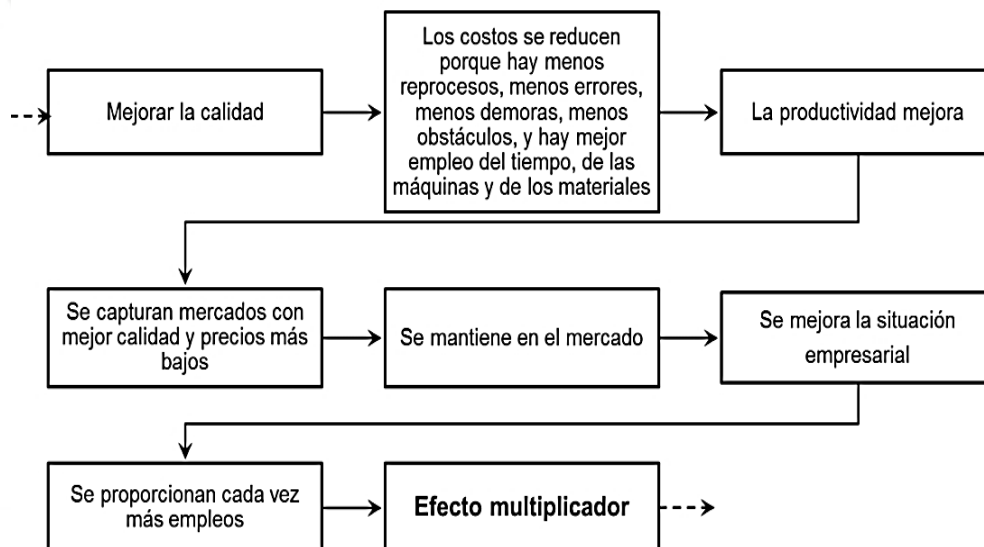 Mejorar la calidad
Los costos se reducen
porque hay menos
reprocesos, menos errores,
menos demoras, menos
obstáculos, y hay mejor
empleo del tiempo, de las
máquinas y de los materiales
La productividad mejora
Se capturan mercados con
mejor calidad y precios más
bajos
Se mantiene en el mercado
Se mejora la situación
empresarial
Se proporcionan cada vez
más empleos
Efecto multiplicador